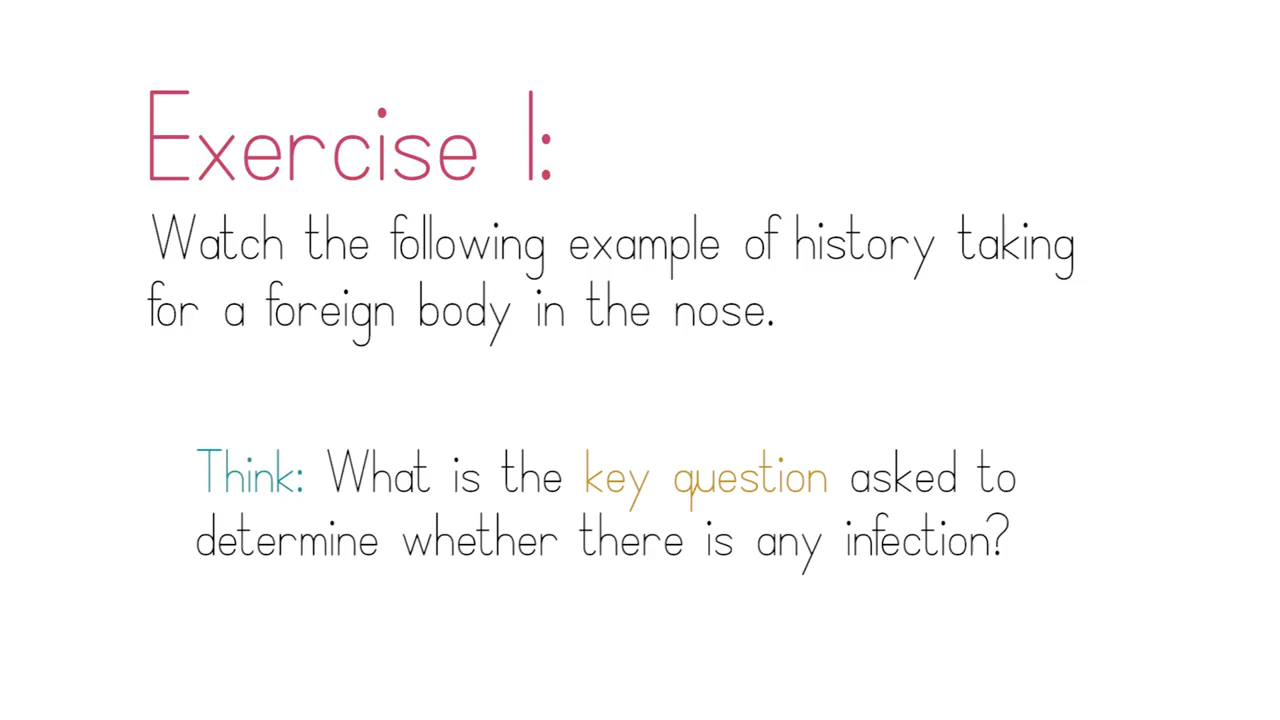 Exercise 1:
Watch the following example of history taking
for a foreign body in the nose.
Think: What is the key question asked to
determine whether there is any infection?